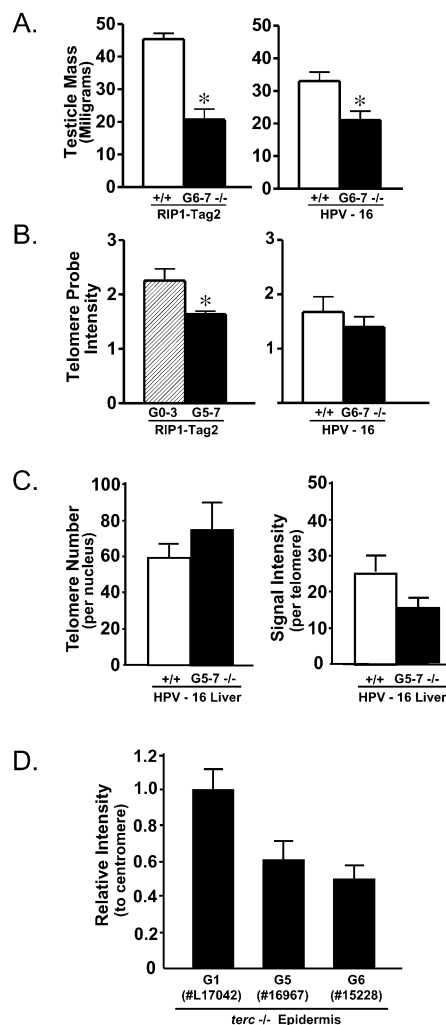 A.
Testicle Mass
(Miligrams)
50
40
30
20
10
0
*
+/+ G6-7 -/-
RIP1-Tag2
50
40
30
20
10
0
*
+/+ G6-7 -/-
HPV - 16
B.
Telomere Probe
Intensity
3
2
1
*
G0-3 G5-7
RIP1-Tag2
3
2
1
+/+ G6-7 -/-
HPV - 16
C.
Telomere Number
(per nucleus)
100
80
60
40
20
0
+/+ G5-7 -/-
HPV - 16 Liver
Signal Intensity
(per telomere)
50
40
30
20
10
0
+/+ G5-7 -/-
HPV - 16 Liver
D.
Relative Intensity
(to centromere)
1.2
1.0
0.8
0.6
0.4
0.2
0
G1 G5 G6
(#L17042) (#16967) (#15228)
terc -/- Epidermis